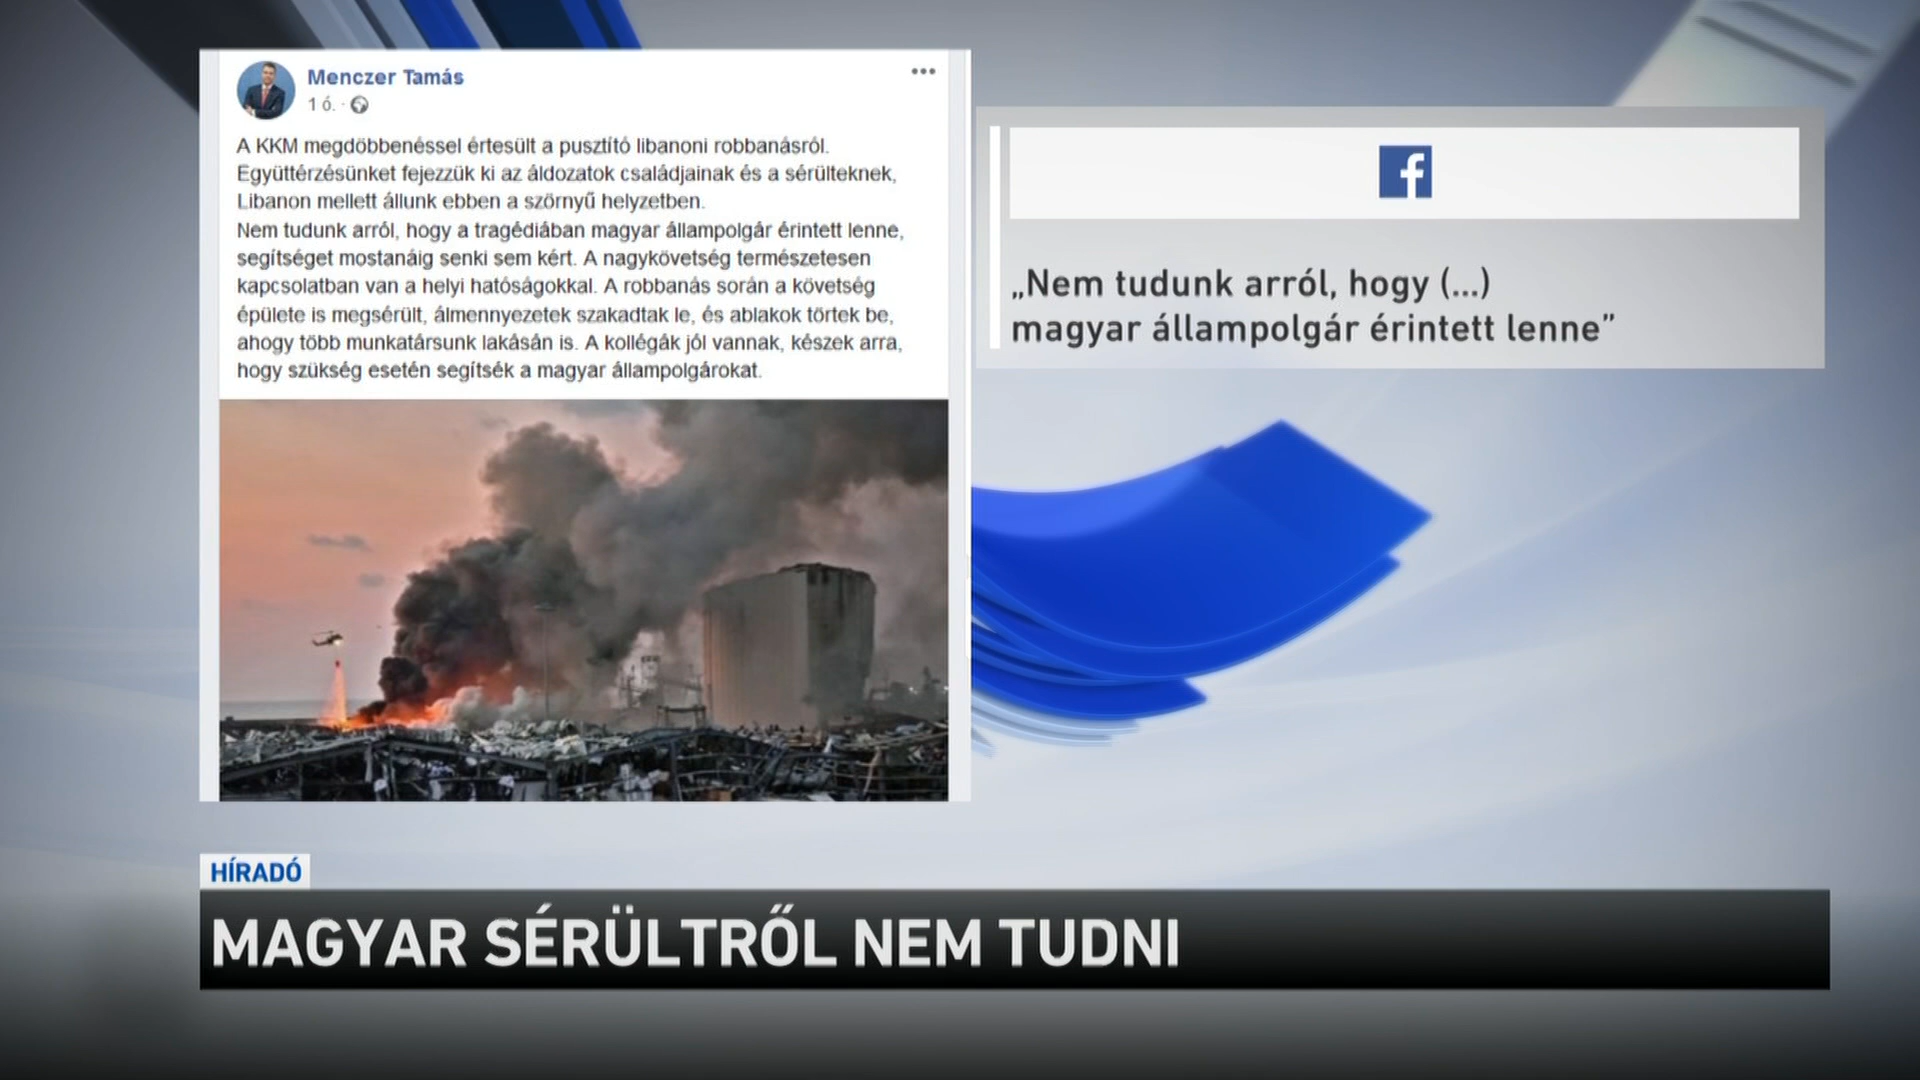 Menczer Tamás
1 ó. ·
A KKM megdöbbenéssel értesült a pusztító libanoni robbanásról.
Együttérzésünket fejezzük ki az áldozatok családjainak és a sérülteknek,
Libanon mellett állunk ebben a szörnyű helyzetben.
Nem tudunk arról, hogy a tragédiában magyar állampolgár érintett lenne,
segítséget mostanáig senki sem kért. A nagykövetség természetesen
kapcsolatban van a helyi hatóságokkal. A robbanás során a követség
épülete is megsérült, álmennyezetek szakadtak le, és ablakok törtek be,
ahogy több munkatársunk lakásán is. A kollégák jól vannak, készek arra,
hogy szükség esetén segítsék a magyar állampolgárokat.
f
„Nem tudunk arról, hogy (...)
magyar állampolgár érintett lenne”
HÍRADÓ
MAGYAR SÉRÜLTRŐL NEM TUDNI